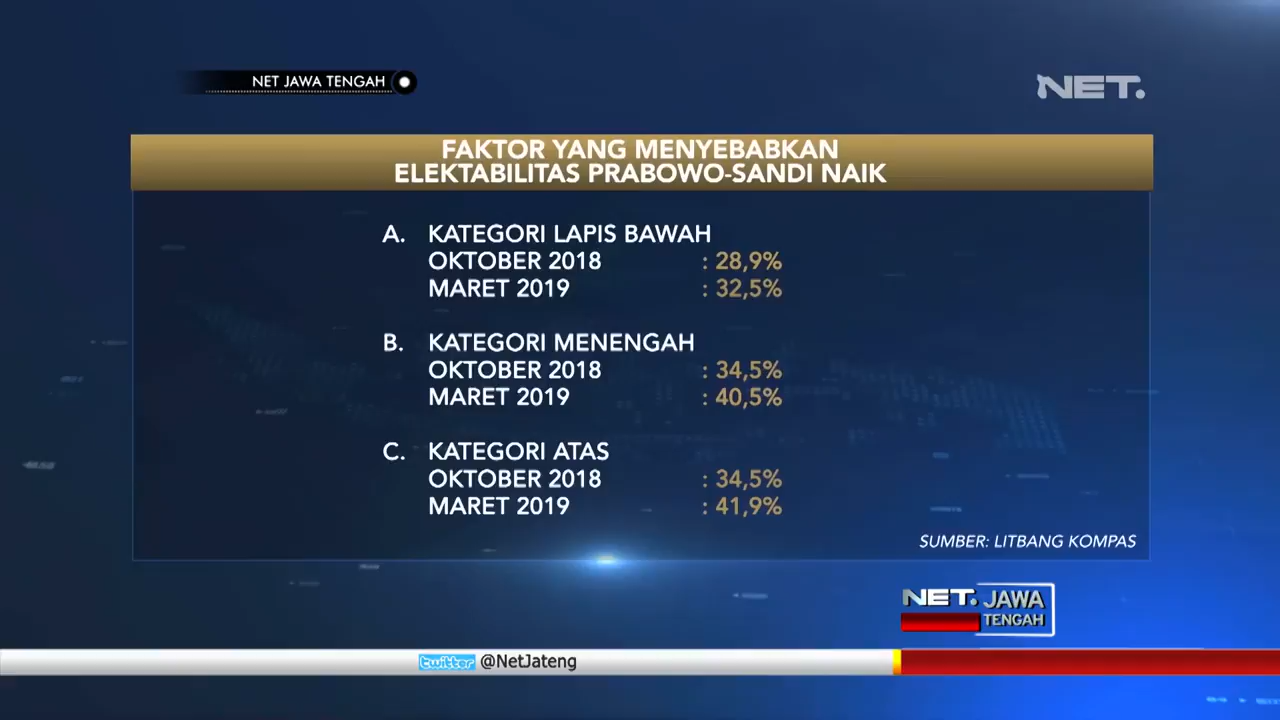 NET JAWA TENGAH
NET.
FAKTOR YANG MENYEBABKAN
ELEKTABILITAS PRABOWO-SANDI NAIK
A. KATEGORI LAPIS BAWAH
OKTOBER 2018 : 28,9%
MARET 2019 : 32,5%
B. KATEGORI MENENGAH
OKTOBER 2018 : 34,5%
MARET 2019 : 40,5%
C. KATEGORI ATAS
OKTOBER 2018 : 34,5%
MARET 2019 : 41,9%
SUMBER: LITBANG KOMPAS
NET. JAWA
TENGAH
twitter @NetJateng